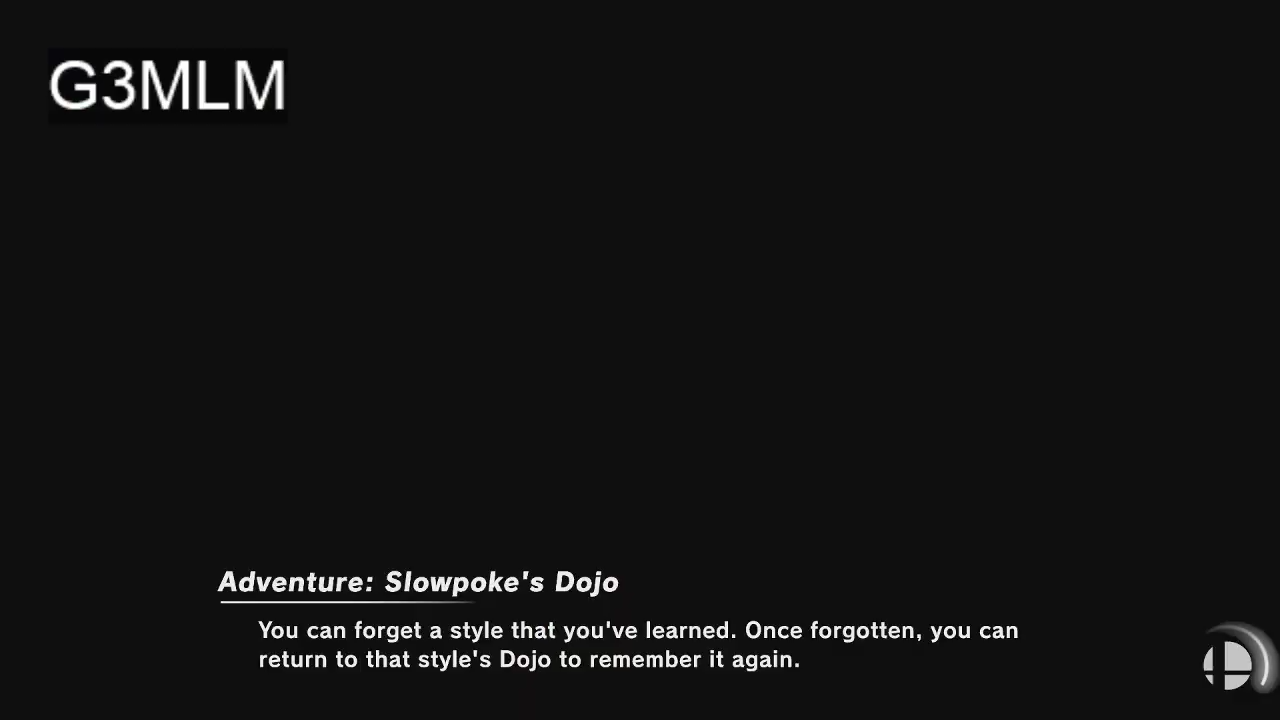 G3MLM
Adventure: Slowpoke's Dojo
You can forget a style that you've learned. Once forgotten, you can
return to that style's Dojo to remember it again.